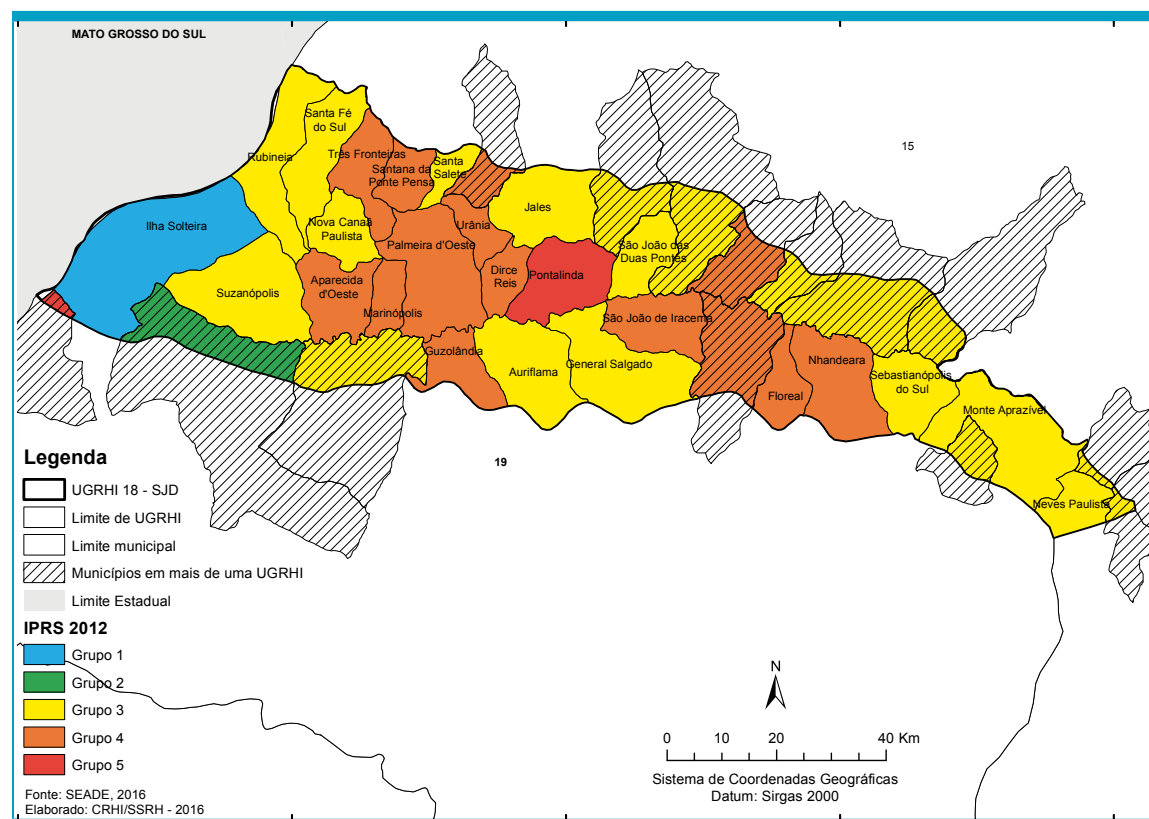 MATO GROSSO DO SUL
15
Santa Fé
do Sul
Rubineia
Três Fronteiras
Santana da
Ponte Pensa
Santa
Salete
Jales
Ilha Solteira
Nova Canaã
Paulista
Urânia
Palmeira d'Oeste
São João das
Duas Pontes
Suzanópolis
Aparecida
d'Oeste
Dirce
Reis
Pontalinda
Marinópolis
São João de Iracema
Guzolândia
Auriflama
General Salgado
Nhandeara
Floreal
Sebastianópolis
do Sul
Monte Aprazível
Neves Paulista
19
Legenda
UGRHI 18 - SJD
Limite de UGRHI
Limite municipal
Municípios em mais de uma UGRHI
Limite Estadual
IPRS 2012
Grupo 1
Grupo 2
Grupo 3
Grupo 4
Grupo 5
Fonte: SEADE, 2016
Elaborado: CRHI/SSRH - 2016
N
0 10 20 40 Km
Sistema de Coordenadas Geográficas
Datum: Sirgas 2000